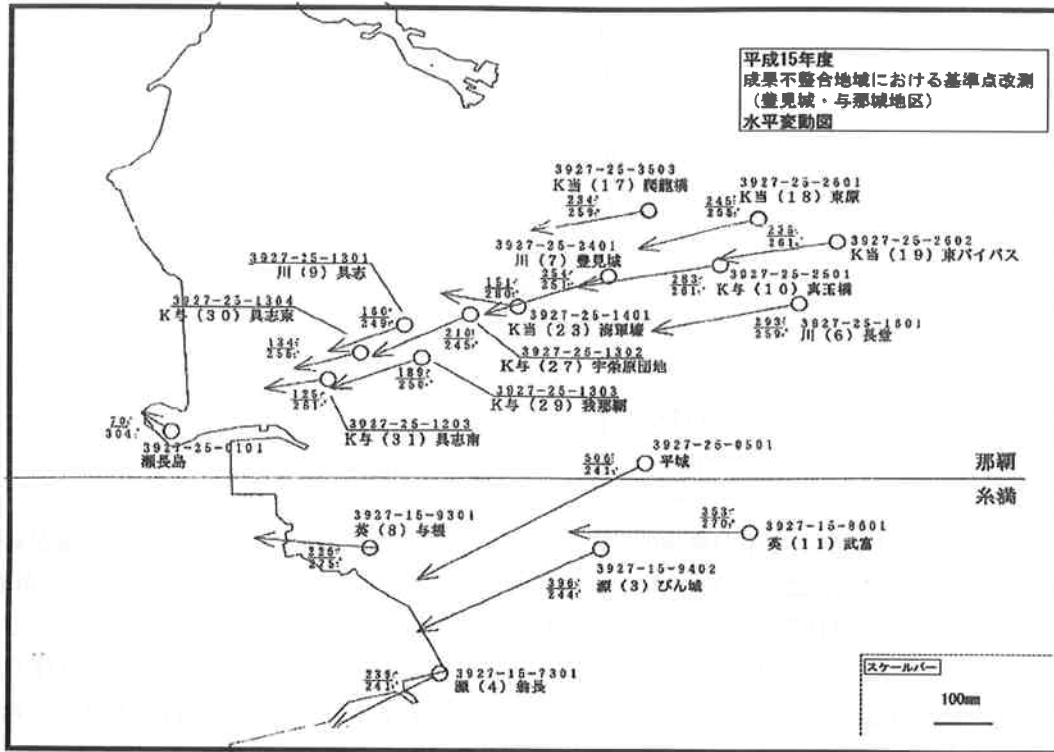 平成15年度
成果不整合地域における基準点改測
（豊見城・与那城地区）
水平変動図
3927-25-3503
K当（17）爬龍橋
234
259
3927-25-2601
K当（18）東原
245
3927-25-2602
K当（19）東バイパス
235
261
3927-25-2401
川（7）豊見城
254
251
3927-25-2501
K与（10）真玉橋
283
261
3927-25-1301
川（9）具志
160
249
3927-25-1304
K与（30）具志東
134
3927-25-1401
K当（23）海軍壕
151
280
3927-25-1501
川（6）長堂
293
259
3927-25-1302
K与（27）宇栄原団地
210
245
3927-25-1303
K与（29）我那覇
189
250
3927-25-1203
K与（31）具志南
125
261
70
304
3927-25-0101
瀬長島
3927-25-0501
平城
506
241
那覇
糸満
3927-15-9301
英（8）与根
275
3927-15-8601
英（11）武富
353
270
3927-15-9402
源（3）びん城
396
244
3927-15-7301
源（4）翁長
241
スケールバー
100mm